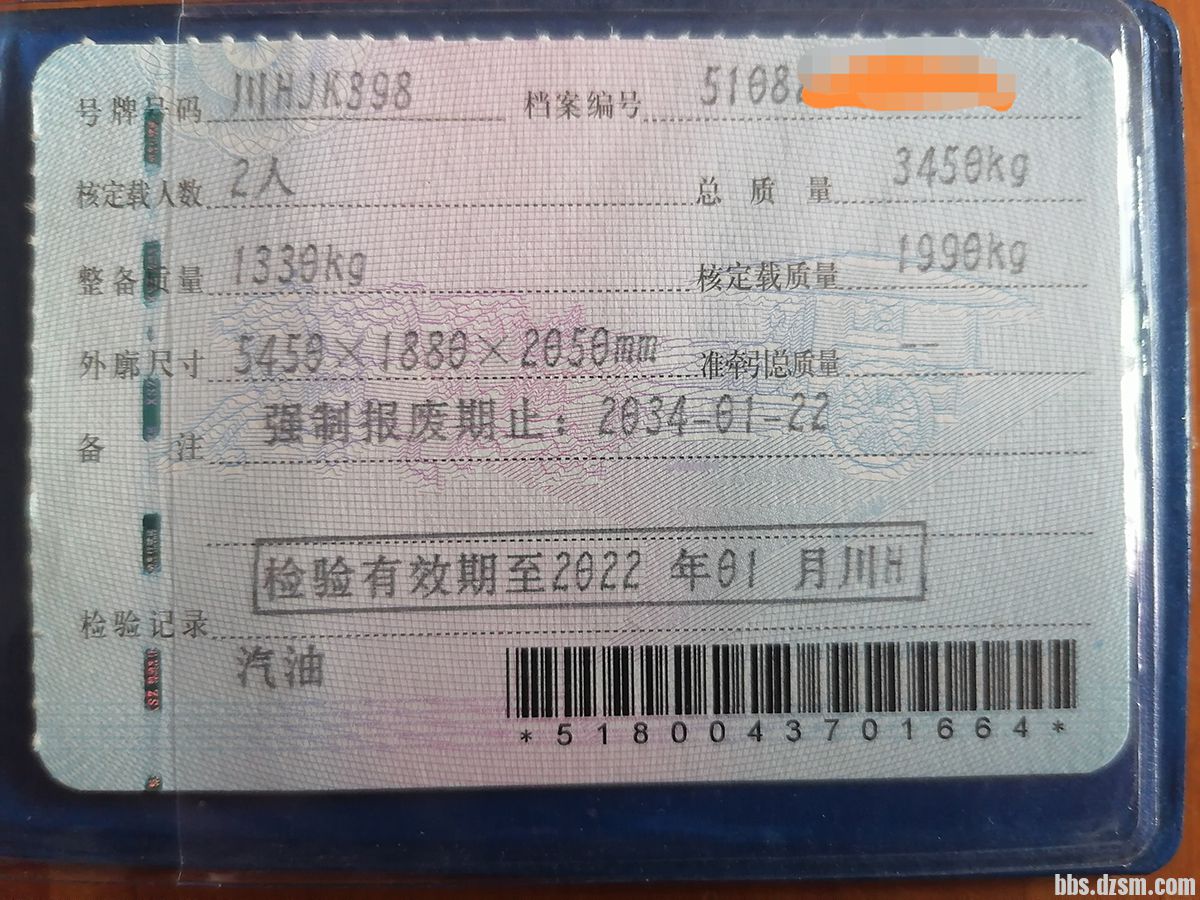 号牌号码 川HJK398 档案编号 5108
核定载人数 2人 总质量 3450kg
整备质量 1330kg 核定载质量 1990kg
外廓尺寸 5450×1880×2050mm 准牵引总质量 --
备注 强制报废期止：2034-01-22
检验有效期至2022 年01 月川H
检验记录
汽油
*5180043701664*
bbs.dzsm.com